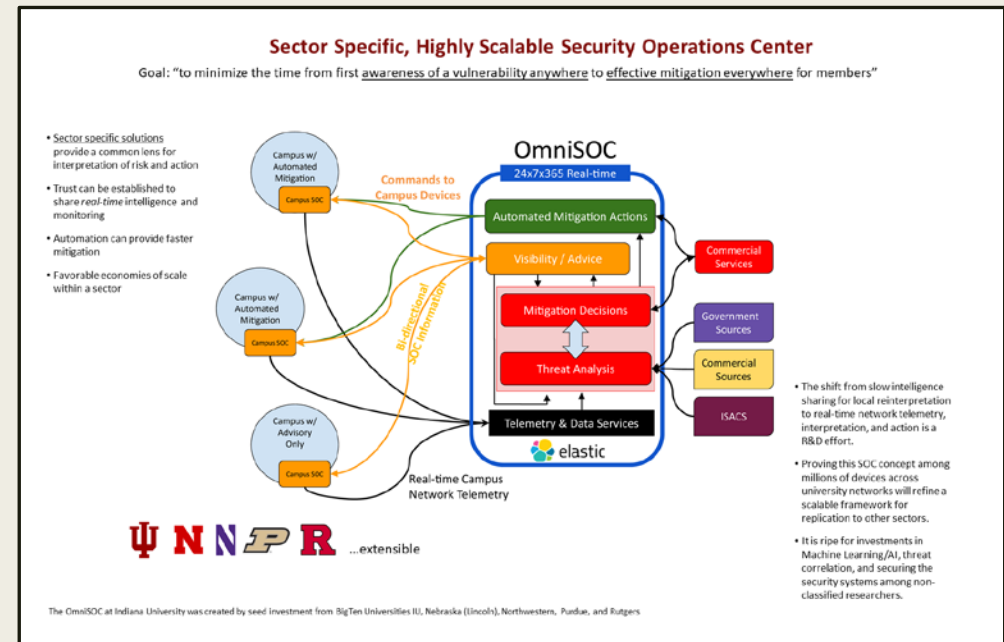 Sector Specific, Highly Scalable Security Operations Center
Goal: “to minimize the time from first awareness of a vulnerability anywhere to effective mitigation everywhere for members”
• Sector specific solutions
provide a common lens for
interpretation of risk and action
• Trust can be established to
share real-time intelligence and
monitoring
• Automation can provide faster
mitigation
• Favorable economies of scale
within a sector
Campus w/
Automated
Mitigation
Campus SOC
Campus w/
Automated
Mitigation
Campus SOC
Campus w/
Advisory
Only
Campus SOC
Commands to
Campus Devices
Bi-directional
SOC Information
Real-time Campus
Network Telemetry
OmniSOC
24x7x365 Real-time
Automated Mitigation Actions
Visibility / Advice
Mitigation Decisions
Threat Analysis
Telemetry & Data Services
elastic
Commercial
Services
Government
Sources
Commercial
Sources
ISACS
• The shift from slow intelligence
sharing for local reinterpretation
to real-time network telemetry,
interpretation, and action is a
R&D effort.
• Proving this SOC concept among
millions of devices across
university networks will refine a
scalable framework for
replication to other sectors.
• It is ripe for investments in
Machine Learning/AI, threat
correlation, and securing the
security systems among non-
classified researchers.
N N P R ...extensible
The OmniSOC at Indiana University was created by seed investment from BigTen Universities IU, Nebraska (Lincoln), Northwestern, Purdue, and Rutgers